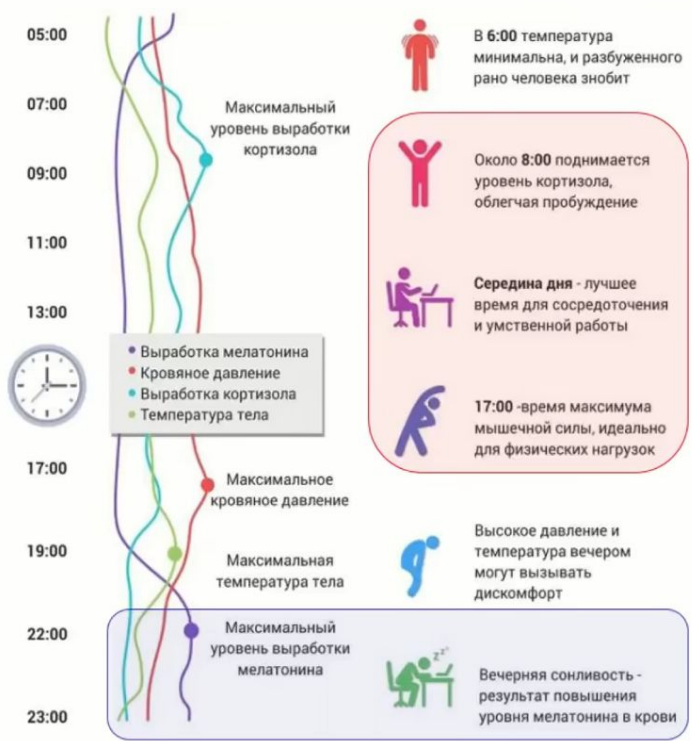 05:00
07:00
09:00
11:00
13:00
17:00
19:00
22:00
23:00
Максимальный
уровень выработки
кортизола
Выработка мелатонина
Кровяное давление
Выработка кортизола
Температура тела
Максимальное
кровяное давление
Максимальная
температура тела
Максимальный
уровень выработки
мелатонина
В 6:00 температура
минимальна, и разбуженного
рано человека знобит
Около 8:00 поднимается
уровень кортизола,
облегчая пробуждение
Середина дня - лучшее
время для сосредоточения
и умственной работы
17:00 -время максимума
мышечной силы, идеально
для физических нагрузок
Высокое давление и
температура вечером
могут вызывать
дискомфорт
zzz
Вечерняя сонливость -
результат повышения
уровня мелатонина в крови